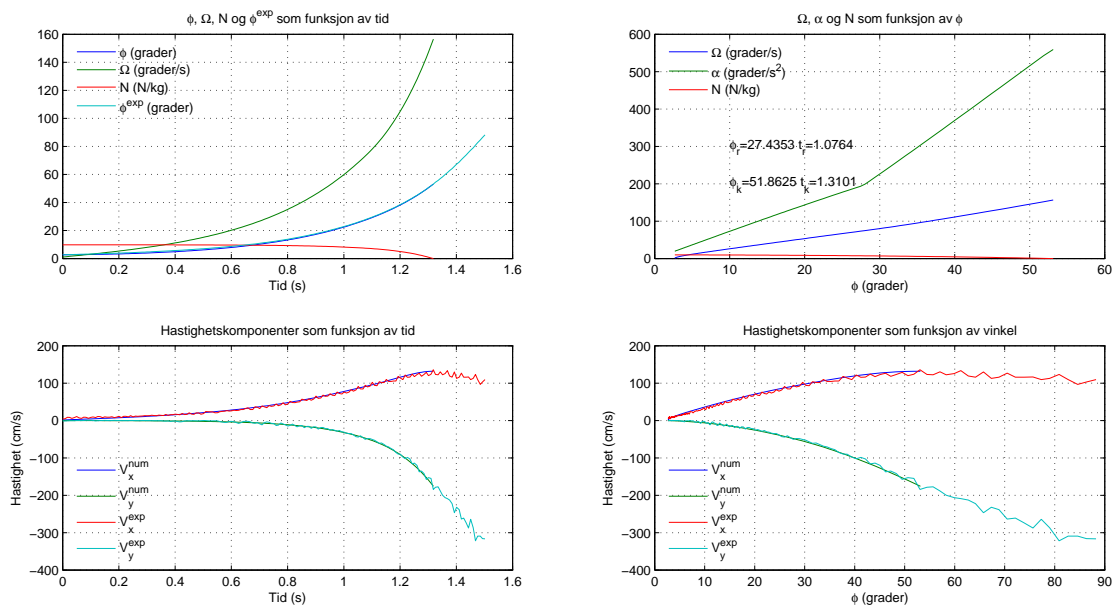 ϕ, Ω, N og ϕ^exp som funksjon av tid
160
140
120
100
80
60
40
20
0
ϕ (grader)
Ω (grader/s)
N (N/kg)
ϕ^exp (grader)
0 0.2 0.4 0.6 0.8 1 1.2 1.4 1.6
Tid (s)
Ω, α og N som funksjon av ϕ
600
500
400
300
200
100
0
Ω (grader/s)
α (grader/s²)
N (N/kg)
ϕ_r=27.4353 t_r=1.0764
ϕ_k=51.8625 t_k=1.3101
0 10 20 30 40 50 60
ϕ (grader)
Hastighetskomponenter som funksjon av tid
Hastighet (cm/s)
200
100
0
−100
−200
−300
−400
V_x^num
V_y^num
V_x^exp
V_y^exp
0 0.2 0.4 0.6 0.8 1 1.2 1.4 1.6
Tid (s)
Hastighetskomponenter som funksjon av vinkel
Hastighet (cm/s)
200
100
0
−100
−200
−300
−400
V_x^num
V_y^num
V_x^exp
V_y^exp
0 10 20 30 40 50 60 70 80 90
ϕ (grader)